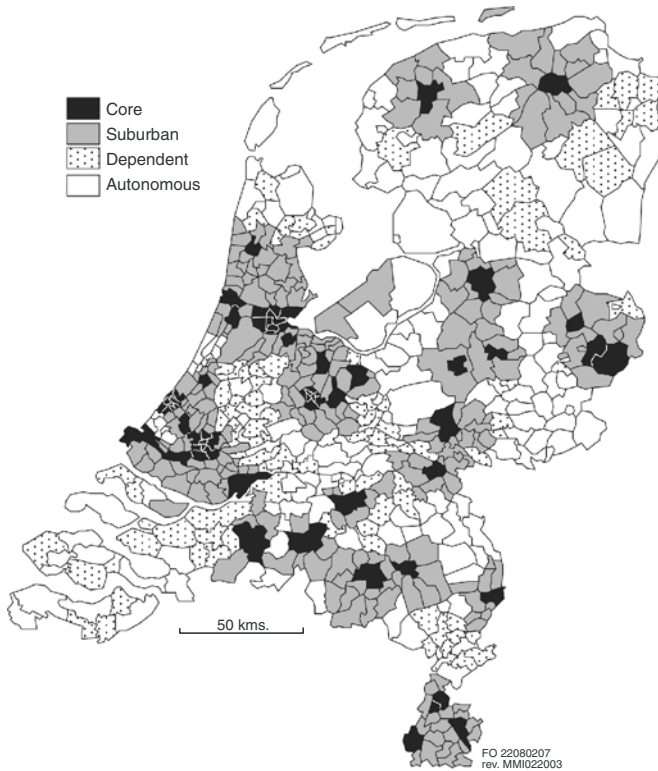 Core
Suburban
Dependent
Autonomous
50 kms.
FO 22080207
rev. MMI022003